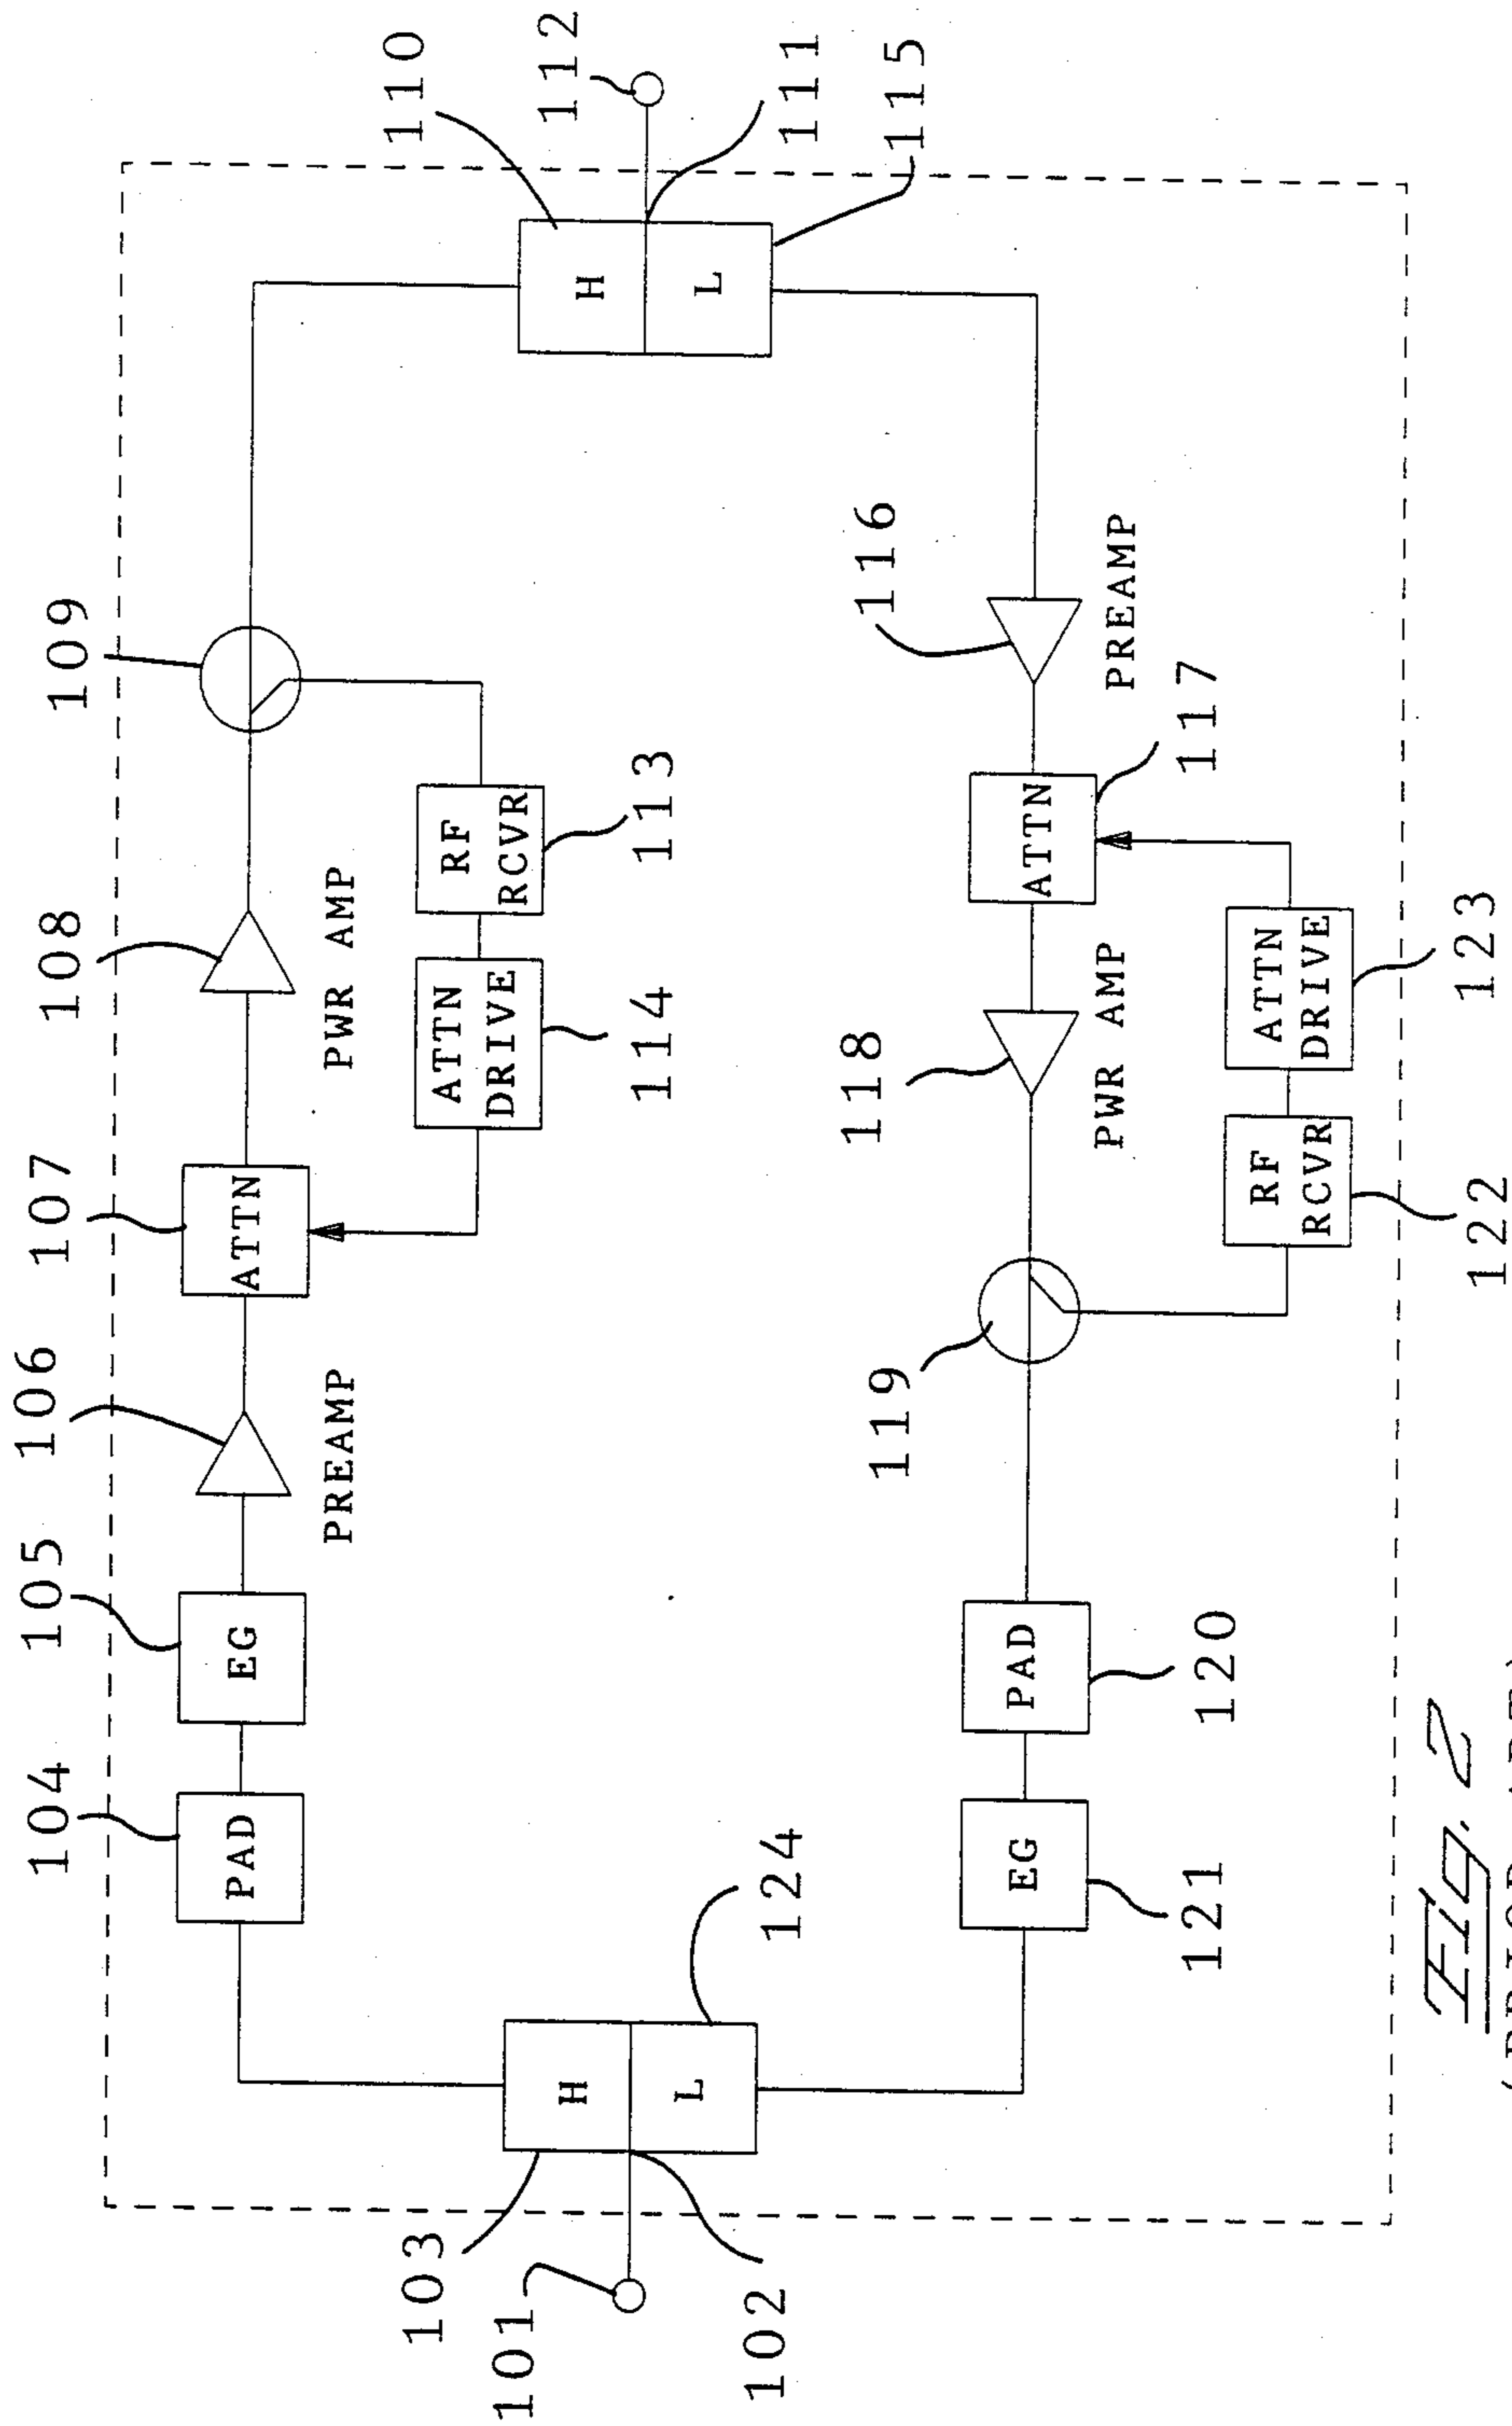 104
105
106
107
108
109
110
PAD
EG
ATTN
PREAMP
PWR AMP
ATTN
DRIVE
RF
RCVR
114
113
103
101
102
H
L
124
H
L
112
111
115
119
118
116
EG
PAD
ATTN
PWR AMP
PREAMP
121
120
117
RF
RCVR
ATTN
DRIVE
122
123
Fig. 2